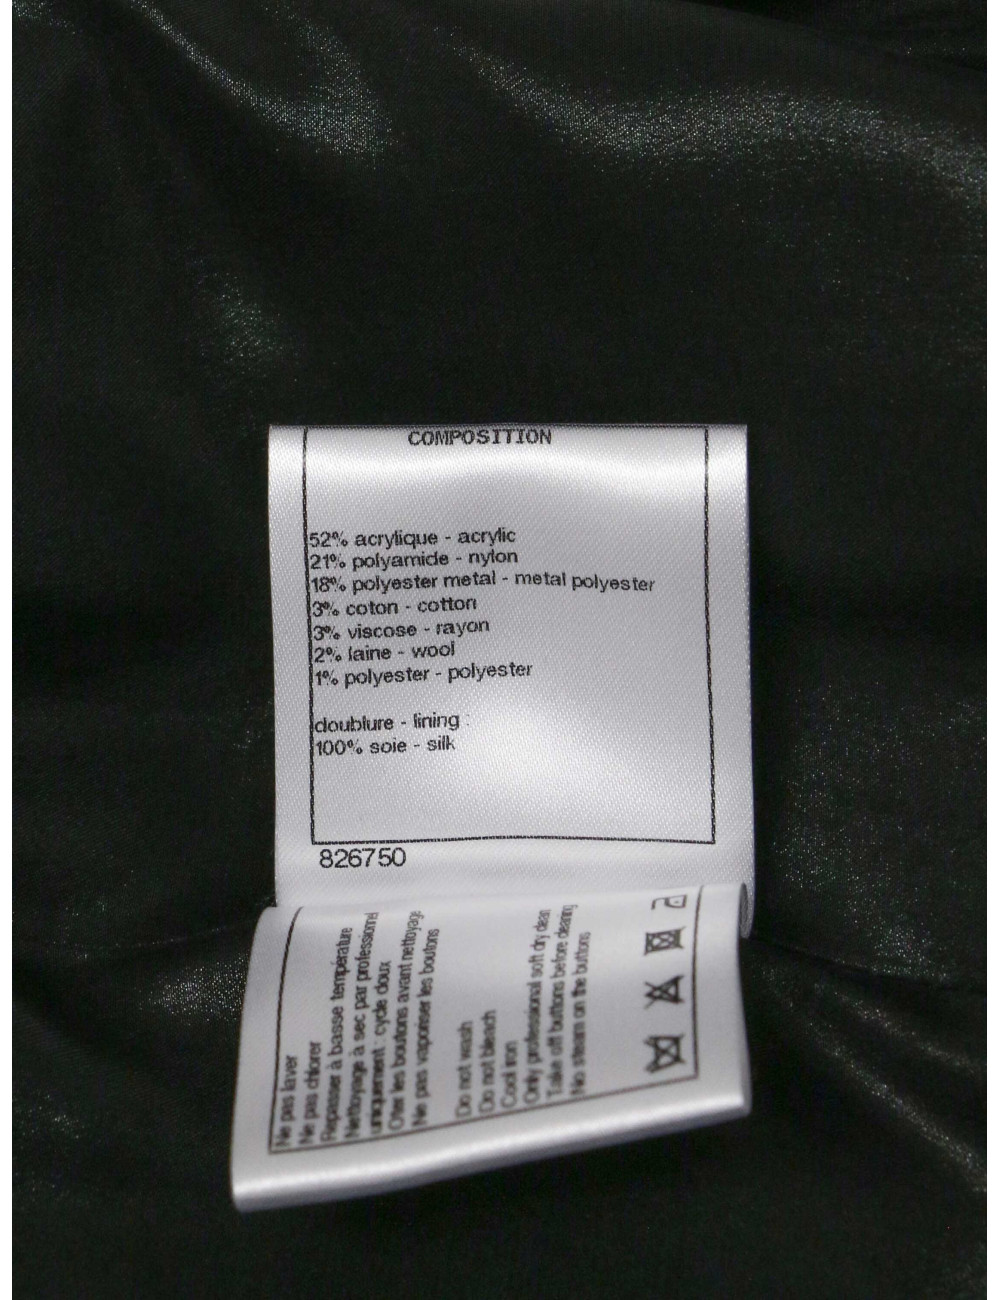 COMPOSITION
52% acrylique - acrylic
21% polyamide - nylon
18% polyester metal - metal polyester
3% coton - cotton
3% viscose - rayon
2% laine - wool
1% polyester - polyester
doublure - lining :
100% soie - silk
826750
Ne pas laver
Ne pas chlorer
Repasser à basse température
Nettoyage à sec par professionnel
uniquement : cycle doux
Oter les boutons avant nettoyage
Ne pas vaporiser les boutons
Do not wash
Do not bleach
Cool iron
Only professional soft dry clean
Take off buttons before cleaning
No steam on the buttons